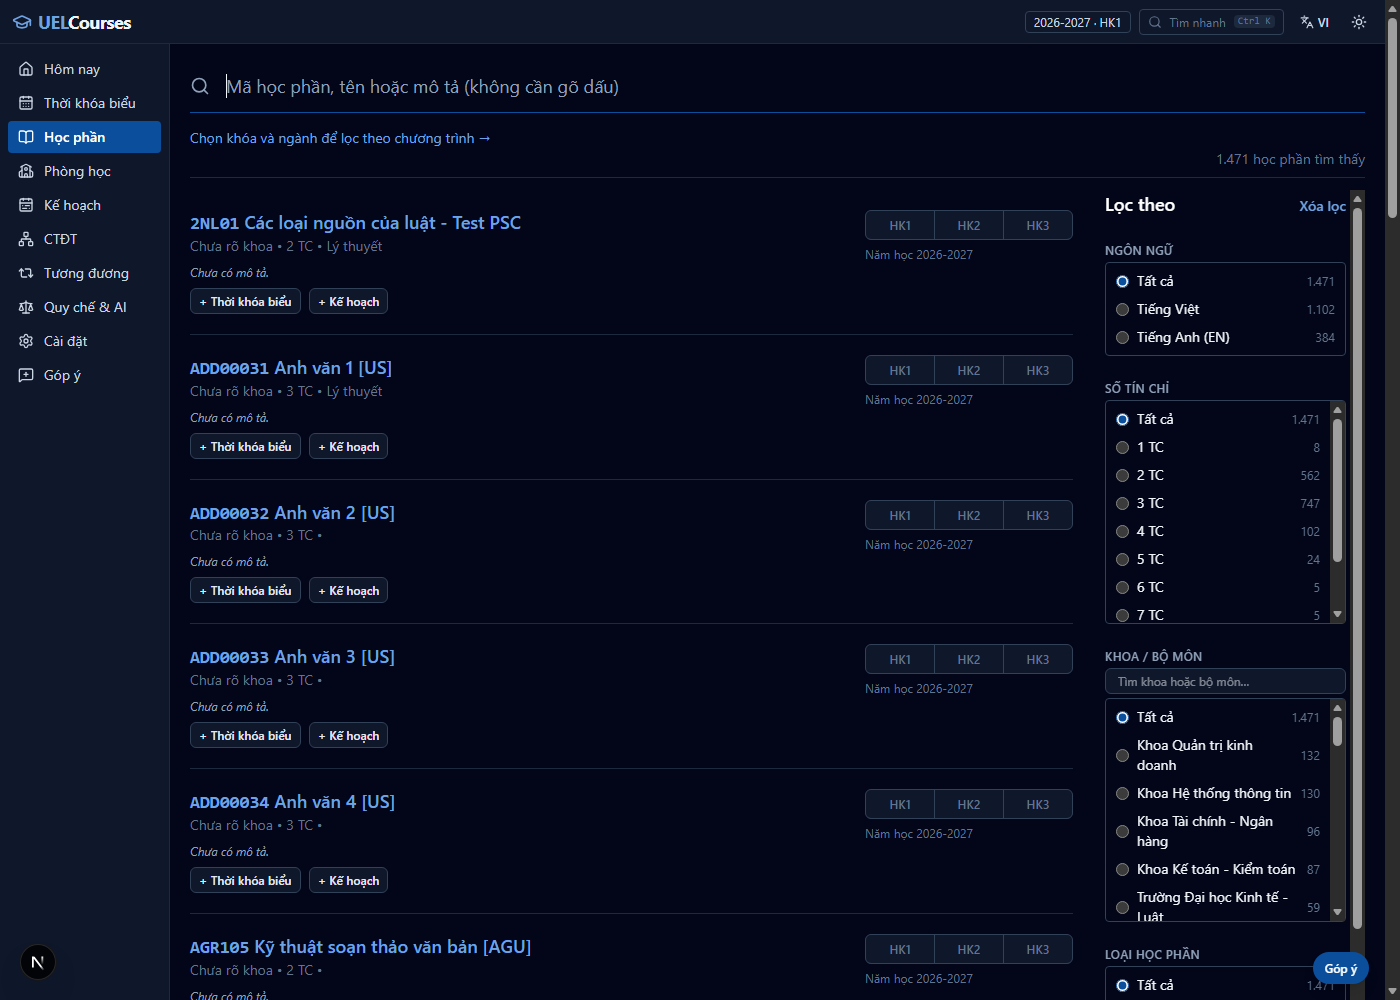 UELCourses
2026-2027 · HK1
Tìm nhanh
Ctrl K
VI
Hôm nay
Thời khóa biểu
Học phần
Phòng học
Kế hoạch
CTĐT
Tương đương
Quy chế & AI
Cài đặt
Góp ý
Mã học phần, tên hoặc mô tả (không cần gõ dấu)
Chọn khóa và ngành để lọc theo chương trình →
1.471 học phần tìm thấy
2NL01 Các loại nguồn của luật - Test PSC
Chưa rõ khoa • 2 TC • Lý thuyết
Chưa có mô tả.
+ Thời khóa biểu
+ Kế hoạch
HK1 HK2 HK3
Năm học 2026-2027
ADD00031 Anh văn 1 [US]
Chưa rõ khoa • 3 TC • Lý thuyết
Chưa có mô tả.
+ Thời khóa biểu
+ Kế hoạch
HK1 HK2 HK3
Năm học 2026-2027
ADD00032 Anh văn 2 [US]
Chưa rõ khoa • 3 TC •
Chưa có mô tả.
+ Thời khóa biểu
+ Kế hoạch
HK1 HK2 HK3
Năm học 2026-2027
ADD00033 Anh văn 3 [US]
Chưa rõ khoa • 3 TC •
Chưa có mô tả.
+ Thời khóa biểu
+ Kế hoạch
HK1 HK2 HK3
Năm học 2026-2027
ADD00034 Anh văn 4 [US]
Chưa rõ khoa • 3 TC •
Chưa có mô tả.
+ Thời khóa biểu
+ Kế hoạch
HK1 HK2 HK3
Năm học 2026-2027
AGR105 Kỹ thuật soạn thảo văn bản [AGU]
Chưa rõ khoa • 2 TC •
Chưa có mô tả.
HK1 HK2 HK3
Năm học 2026-2027
Lọc theo
Xóa lọc
NGÔN NGỮ
Tất cả 1.471
Tiếng Việt 1.102
Tiếng Anh (EN) 384
SỐ TÍN CHỈ
Tất cả 1.471
1 TC 8
2 TC 562
3 TC 747
4 TC 102
5 TC 24
6 TC 5
7 TC 5
KHOA / BỘ MÔN
Tìm khoa hoặc bộ môn...
Tất cả 1.471
Khoa Quản trị kinh
doanh 132
Khoa Hệ thống thông tin 130
Khoa Tài chính - Ngân
hàng 96
Khoa Kế toán - Kiểm toán 87
Trường Đại học Kinh tế -
Luật 59
LOẠI HỌC PHẦN
Tất cả 1.471
Góp ý
N